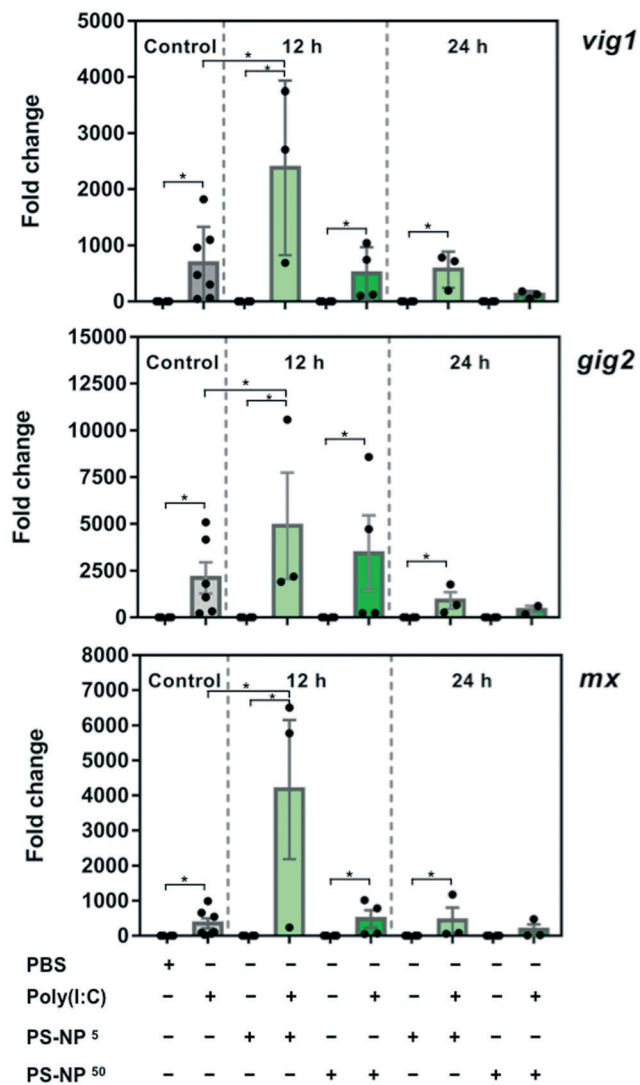 vig1
Control 12 h 24 h
5000
4000
3000
2000
1000
0
Fold change
* * * * *
gig2
Control 12 h 24 h
15000
12500
10000
7500
5000
2500
0
Fold change
* * * * *
mx
Control 12 h 24 h
8000
7000
6000
5000
4000
3000
2000
1000
0
Fold change
* * * * *
PBS + – – – – – – – – –
Poly(I:C) – + – + – + – + – +
PS-NP 5 – – + + – – + + – –
PS-NP 50 – – – – + + – – + +